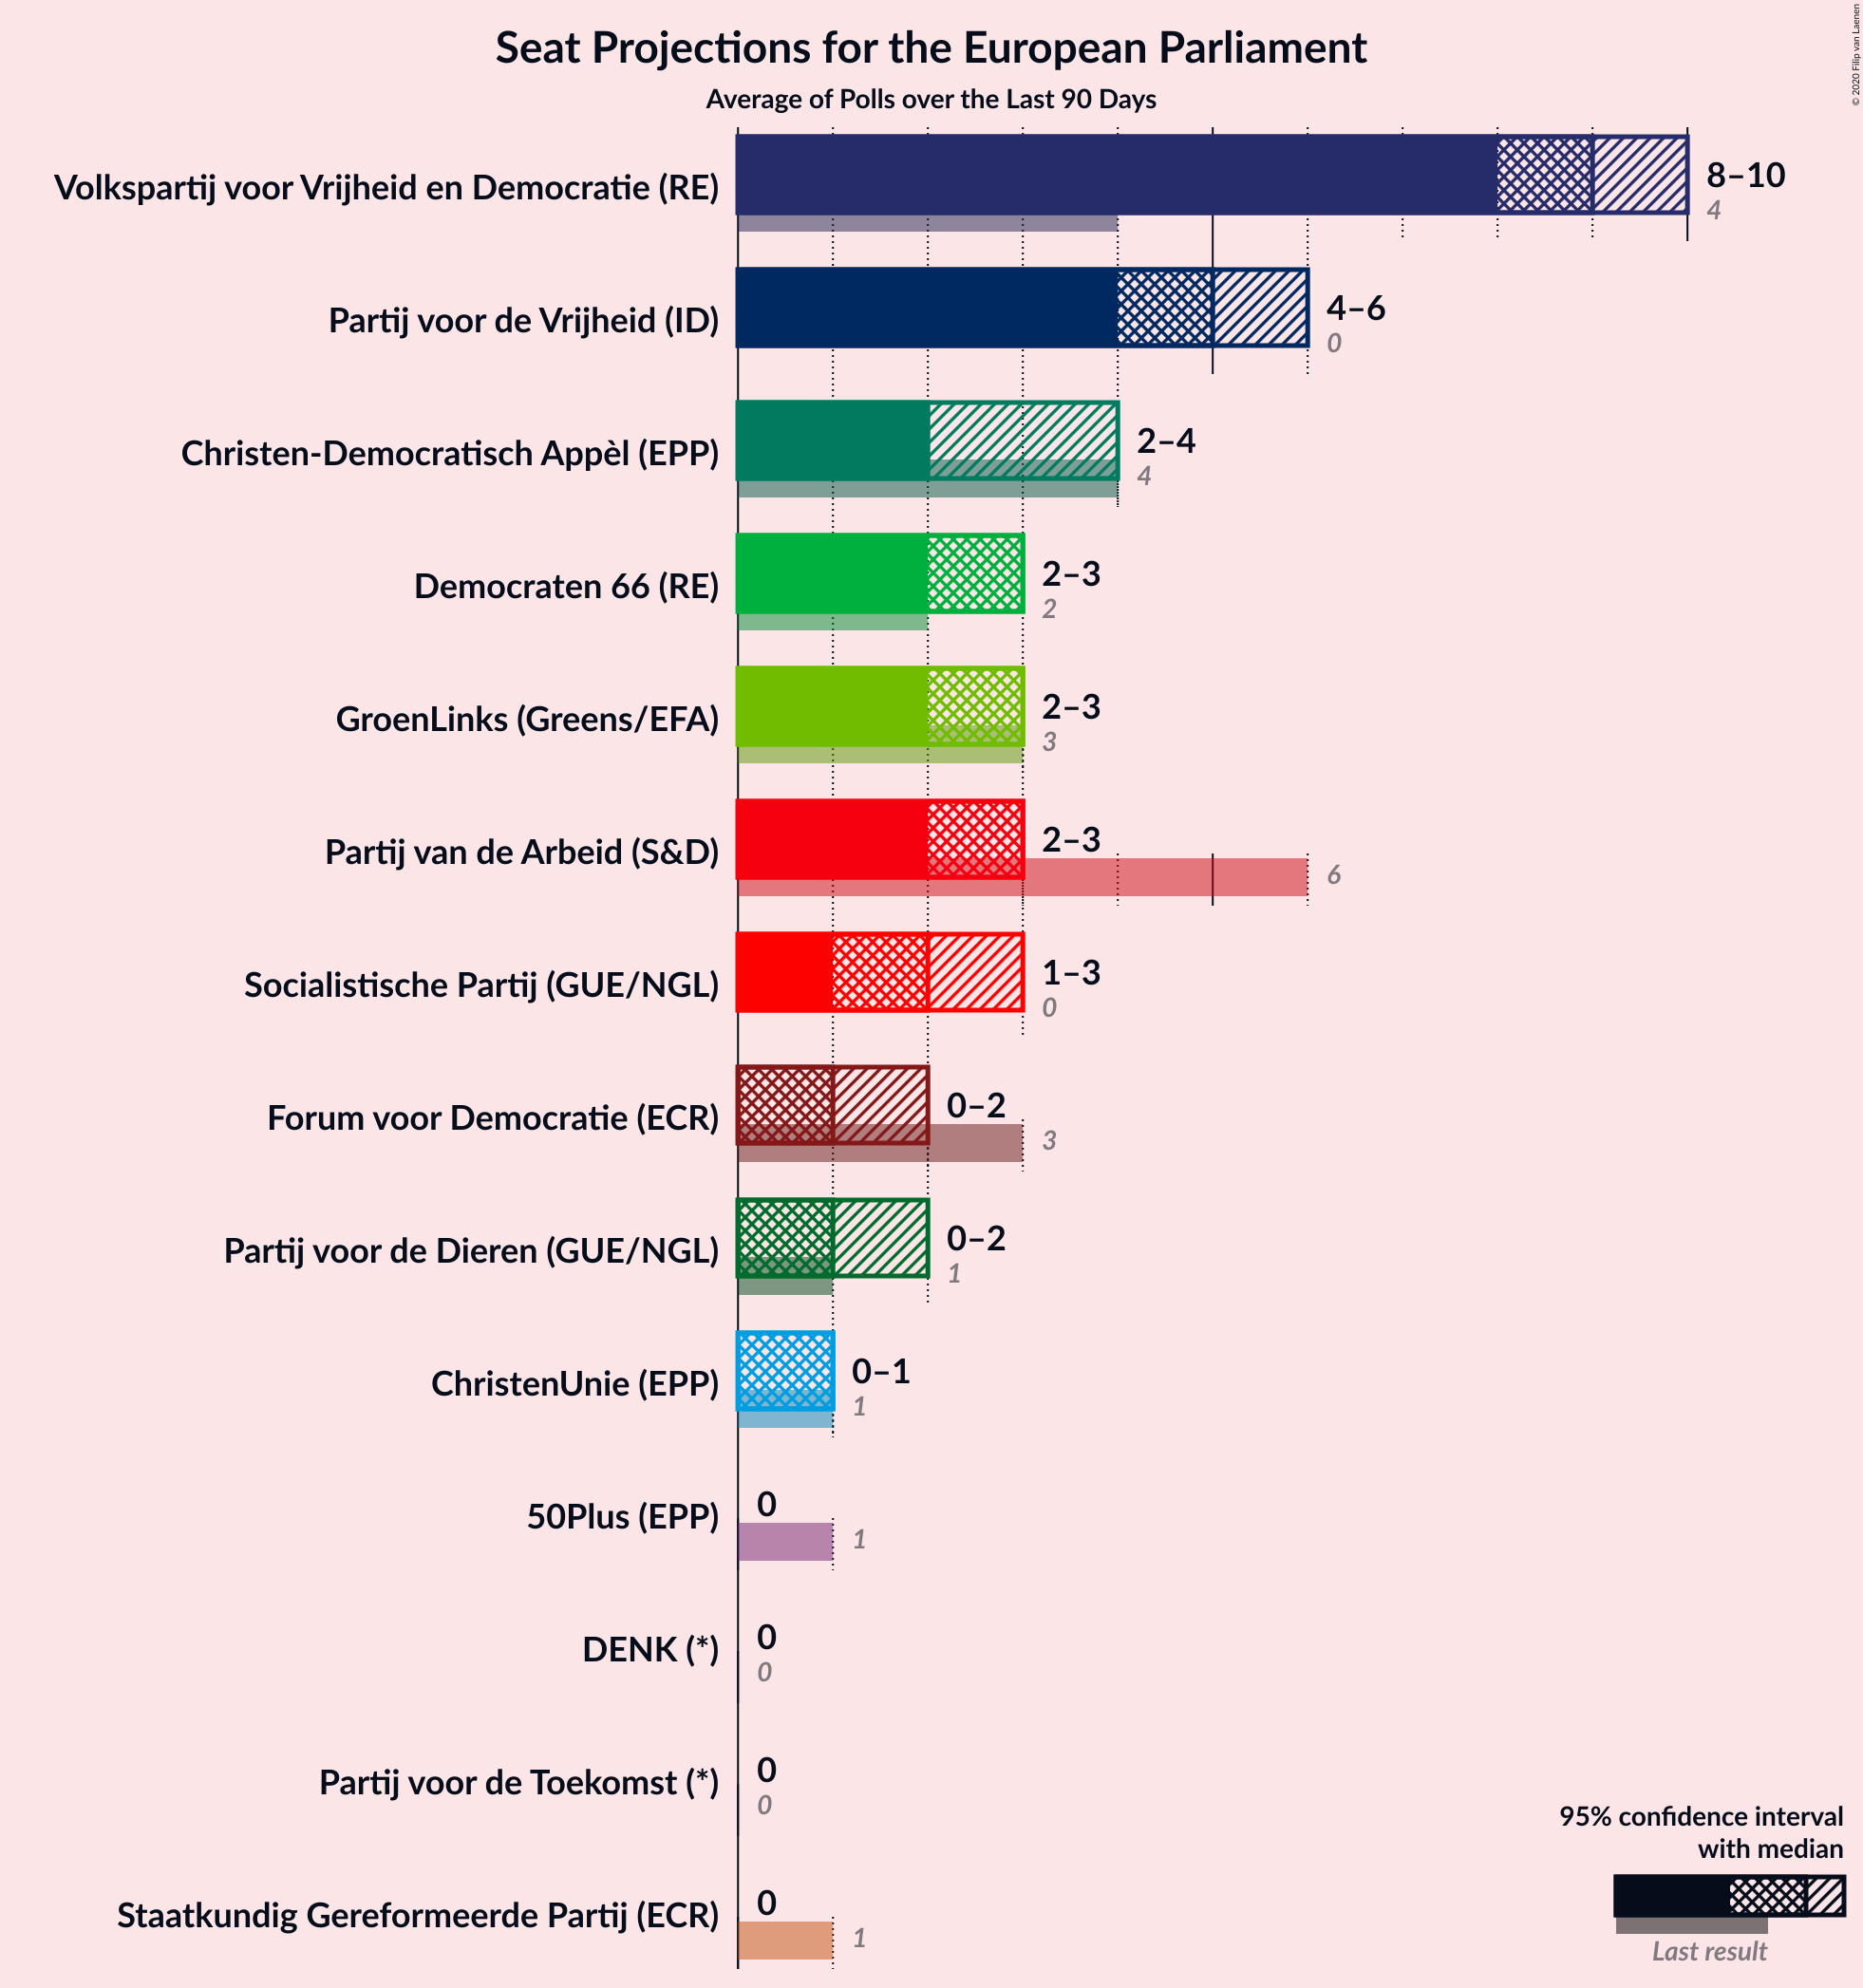 Seat Projections for the European Parliament
Average of Polls over the Last 90 Days
© 2020 Filip van Laenen
Volkspartij voor Vrijheid en Democratie (RE)
8–10
4
Partij voor de Vrijheid (ID)
4–6
0
Christen-Democratisch Appèl (EPP)
2–4
4
Democraten 66 (RE)
2–3
2
GroenLinks (Greens/EFA)
2–3
3
Partij van de Arbeid (S&D)
2–3
6
Socialistische Partij (GUE/NGL)
1–3
0
Forum voor Democratie (ECR)
0–2
3
Partij voor de Dieren (GUE/NGL)
0–2
1
ChristenUnie (EPP)
0–1
1
50Plus (EPP)
0
1
DENK (*)
0
0
Partij voor de Toekomst (*)
0
0
Staatkundig Gereformeerde Partij (ECR)
0
1
95% confidence interval
with median
Last result